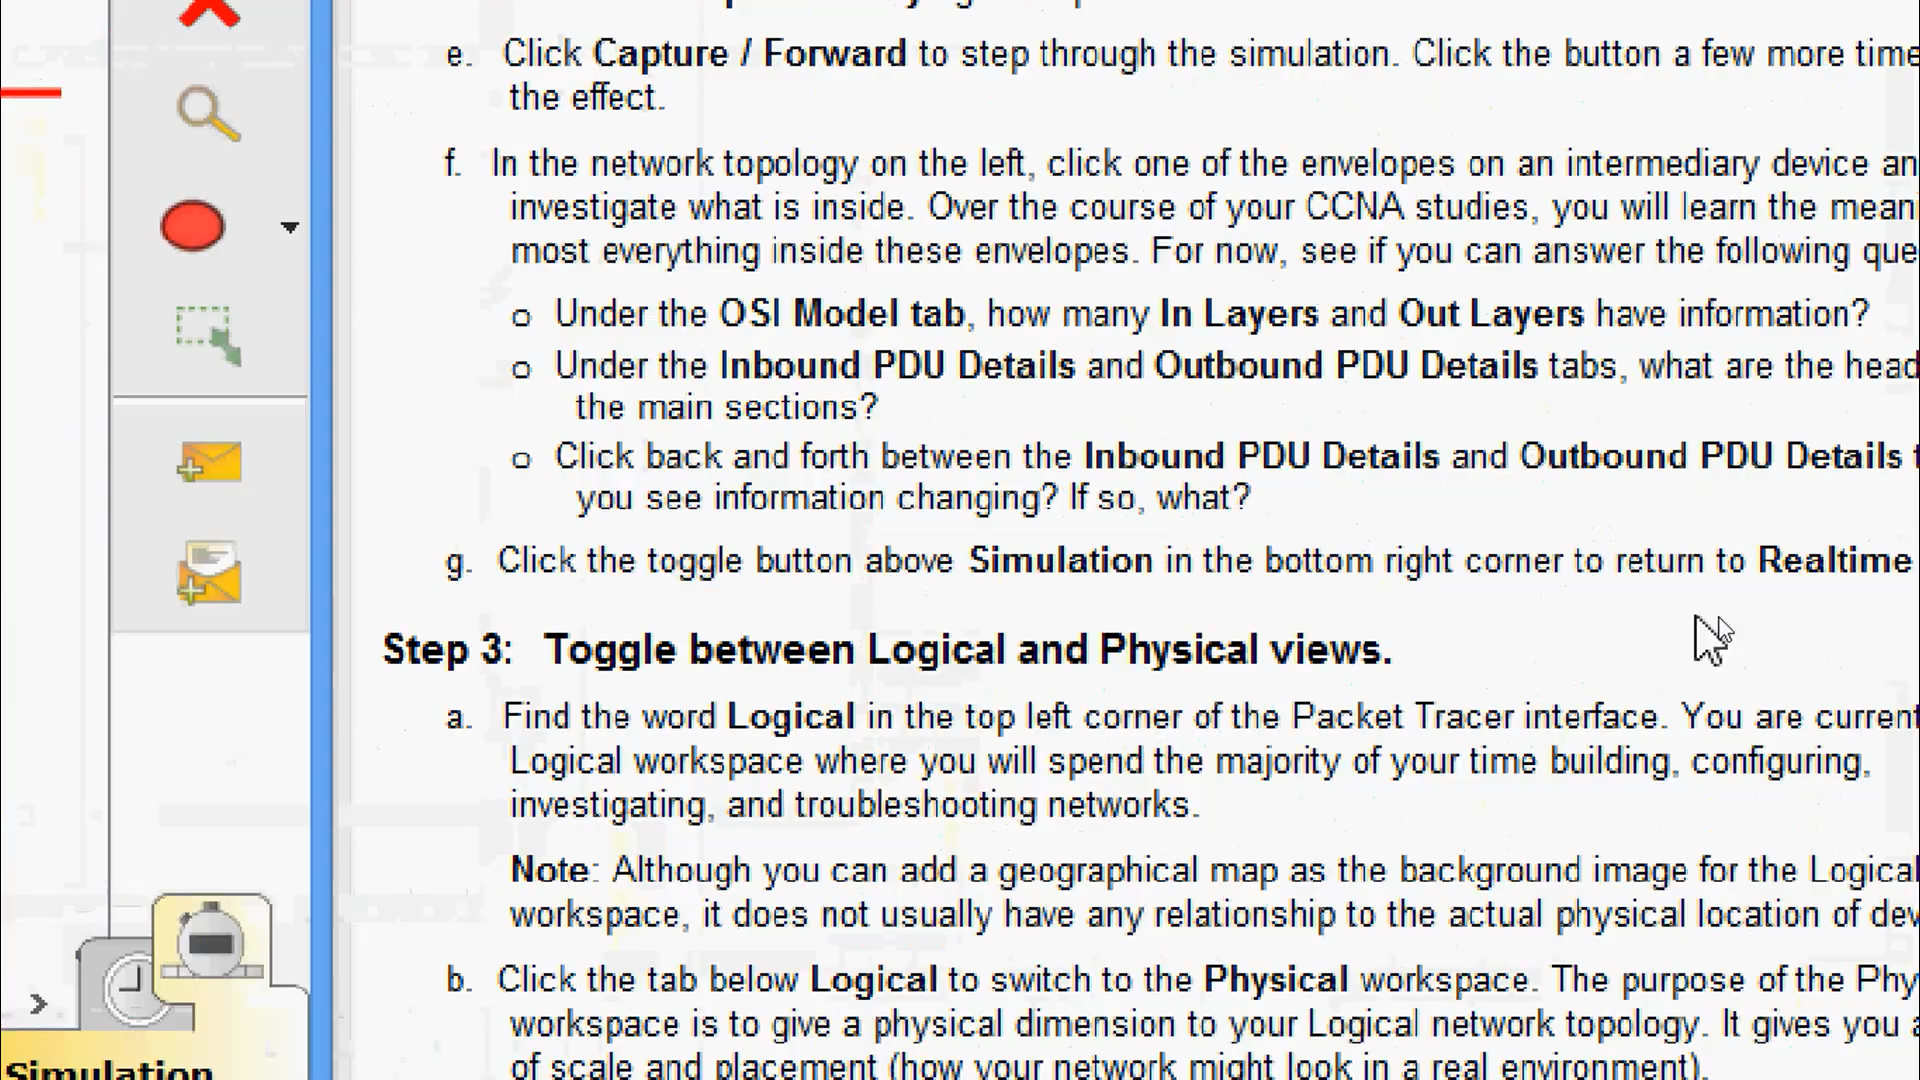 e. Click Capture / Forward to step through the simulation. Click the button a few more time
the effect.
f. In the network topology on the left, click one of the envelopes on an intermediary device an
investigate what is inside. Over the course of your CCNA studies, you will learn the meani
most everything inside these envelopes. For now, see if you can answer the following que
o Under the OSI Model tab, how many In Layers and Out Layers have information?
o Under the Inbound PDU Details and Outbound PDU Details tabs, what are the head
the main sections?
o Click back and forth between the Inbound PDU Details and Outbound PDU Details t
you see information changing? If so, what?
g. Click the toggle button above Simulation in the bottom right corner to return to Realtime
Step 3: Toggle between Logical and Physical views.
a. Find the word Logical in the top left corner of the Packet Tracer interface. You are current
Logical workspace where you will spend the majority of your time building, configuring,
investigating, and troubleshooting networks.
Note: Although you can add a geographical map as the background image for the Logical
workspace, it does not usually have any relationship to the actual physical location of dev
b. Click the tab below Logical to switch to the Physical workspace. The purpose of the Phy
workspace is to give a physical dimension to your Logical network topology. It gives you a
of scale and placement (how your network might look in a real environment).
Simulation